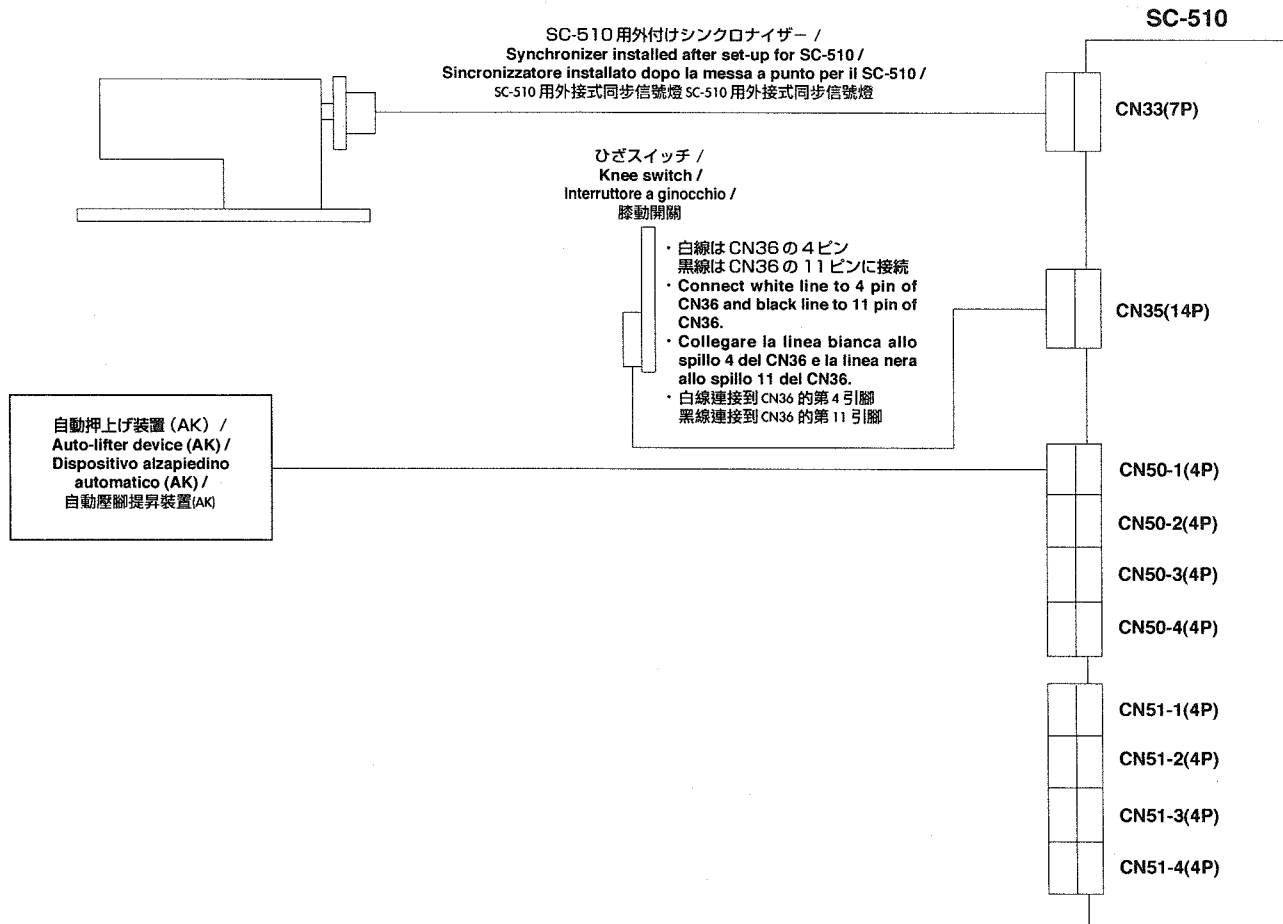 SC-510
SC-510用外付けシンクロナイザー /
Synchronizer installed after set-up for SC-510 /
Sincronizzatore installato dopo la messa a punto per il SC-510 /
SC-510 用外接式同步信號燈 SC-510 用外接式同步信號燈
CN33(7P)
ひざスイッチ /
Knee switch /
Interruttore a ginocchio /
膝動開關
・白線はCN36の4ピン
黒線はCN36の11ピンに接続
・Connect white line to 4 pin of
CN36 and black line to 11 pin of
CN36.
・Collegare la linea bianca allo
spillo 4 del CN36 e la linea nera
allo spillo 11 del CN36.
・白線連接到 CN36 的第 4 引腳
黑線連接到 CN36 的第 11 引腳
CN35(14P)
自動押上げ装置(AK) /
Auto-lifter device (AK) /
Dispositivo alzapiedino
automatico (AK) /
自動壓腳提昇裝置(AK)
CN50-1(4P)
CN50-2(4P)
CN50-3(4P)
CN50-4(4P)
CN51-1(4P)
CN51-2(4P)
CN51-3(4P)
CN51-4(4P)